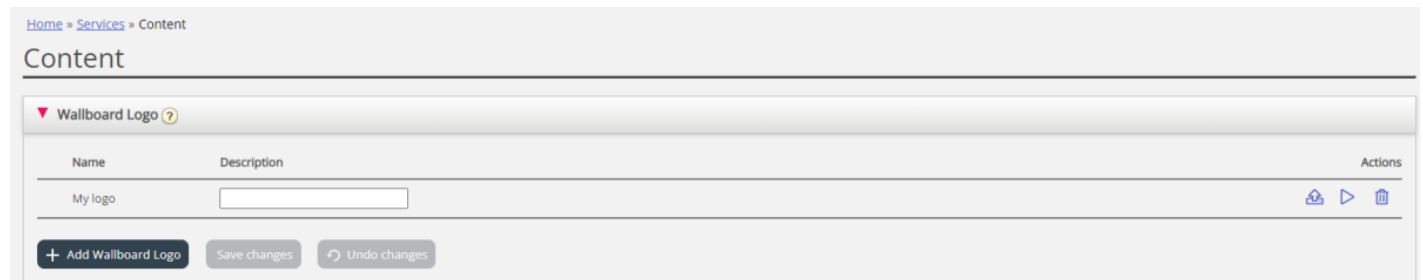 Home » Services » Content
Content
Wallboard Logo ?
Name Description Actions
My logo
+ Add Wallboard Logo Save changes Undo changes